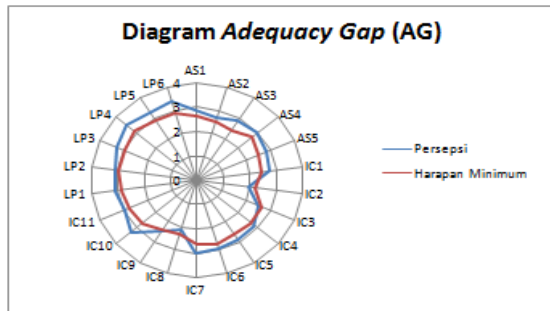 Diagram Adequacy Gap (AG)
AS1
AS2
AS3
AS4
AS5
IC1
IC2
IC3
IC4
IC5
IC6
IC7
IC8
IC9
IC10
IC11
LP1
LP2
LP3
LP4
LP5
LP6
4
3
2
1
0
Persepsi
Harapan Minimum